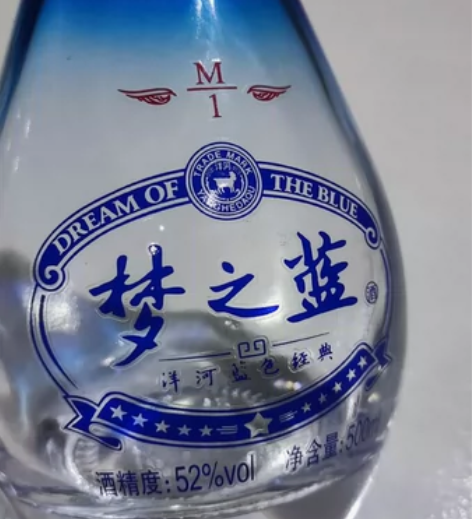 M
1
TRADE MARK
DREAM OF THE BLUE
梦之蓝
洋河蓝色经典
酒精度:52%vol 净含量:500